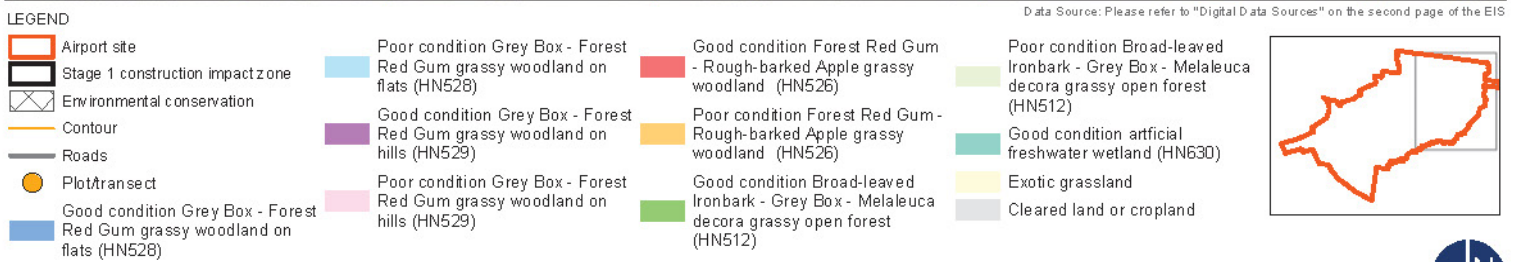 Data Source: Please refer to "Digital Data Sources" on the second page of the EIS
LEGEND
Airport site
Stage 1 construction impact zone
Environmental conservation
Contour
Roads
Plot/transect
Good condition Grey Box - Forest
Red Gum grassy woodland on
flats (HN528)
Poor condition Grey Box - Forest
Red Gum grassy woodland on
flats (HN528)
Good condition Grey Box - Forest
Red Gum grassy woodland on
hills (HN529)
Poor condition Grey Box - Forest
Red Gum grassy woodland on
hills (HN529)
Good condition Forest Red Gum
- Rough-barked Apple grassy
woodland (HN526)
Poor condition Forest Red Gum -
Rough-barked Apple grassy
woodland (HN526)
Good condition Broad-leaved
Ironbark - Grey Box - Melaleuca
decora grassy open forest
(HN512)
Poor condition Broad-leaved
Ironbark - Grey Box - Melaleuca
decora grassy open forest
(HN512)
Good condition artficial
freshwater wetland (HN630)
Exotic grassland
Cleared land or cropland
N